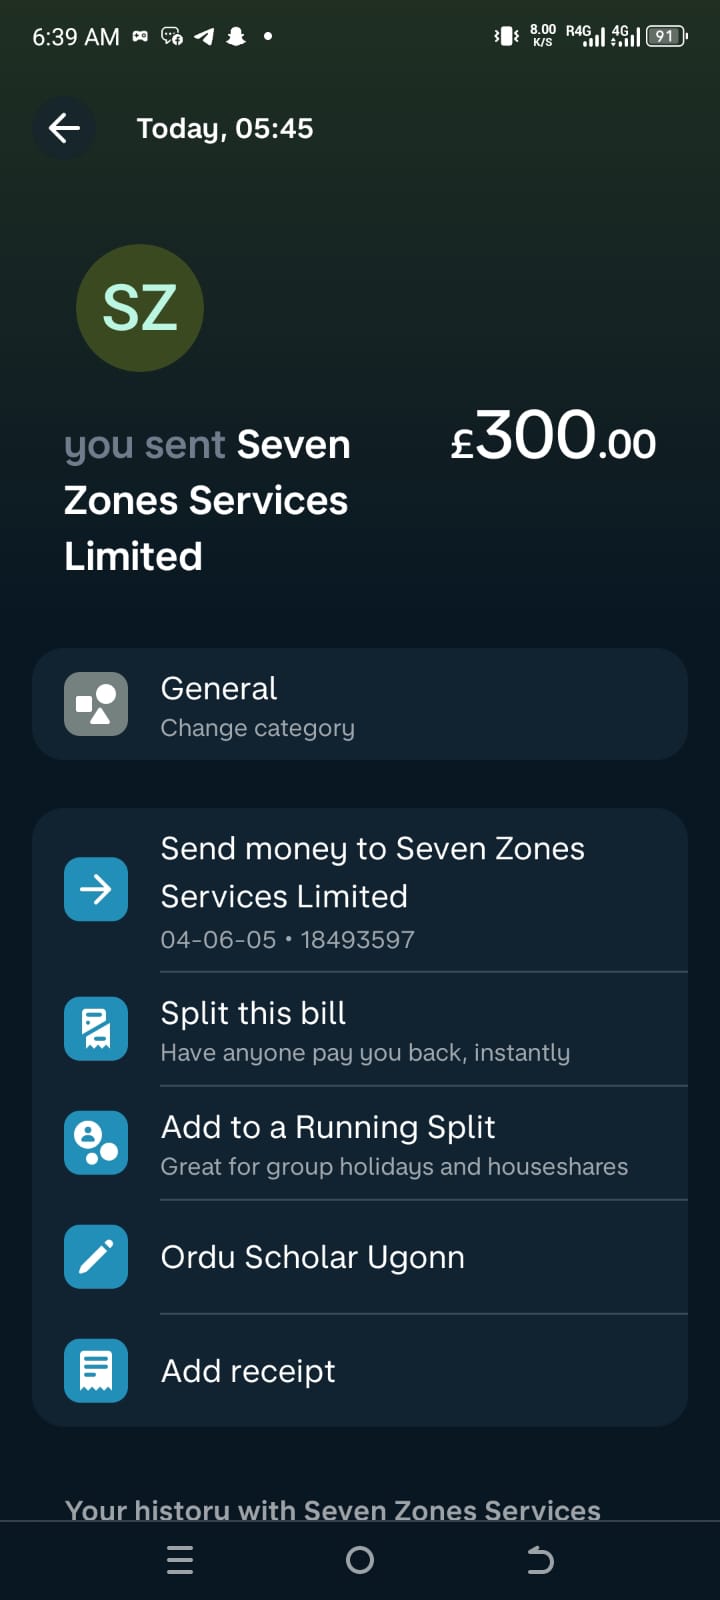 6:39 AM
8.00 K/S R4G 4G 91
Today, 05:45
SZ
you sent Seven
Zones Services
Limited
£300.00
General
Change category
Send money to Seven Zones
Services Limited
04-06-05 • 18493597
Split this bill
Have anyone pay you back, instantly
Add to a Running Split
Great for group holidays and houseshares
Ordu Scholar Ugonn
Add receipt
Your history with Seven Zones Services